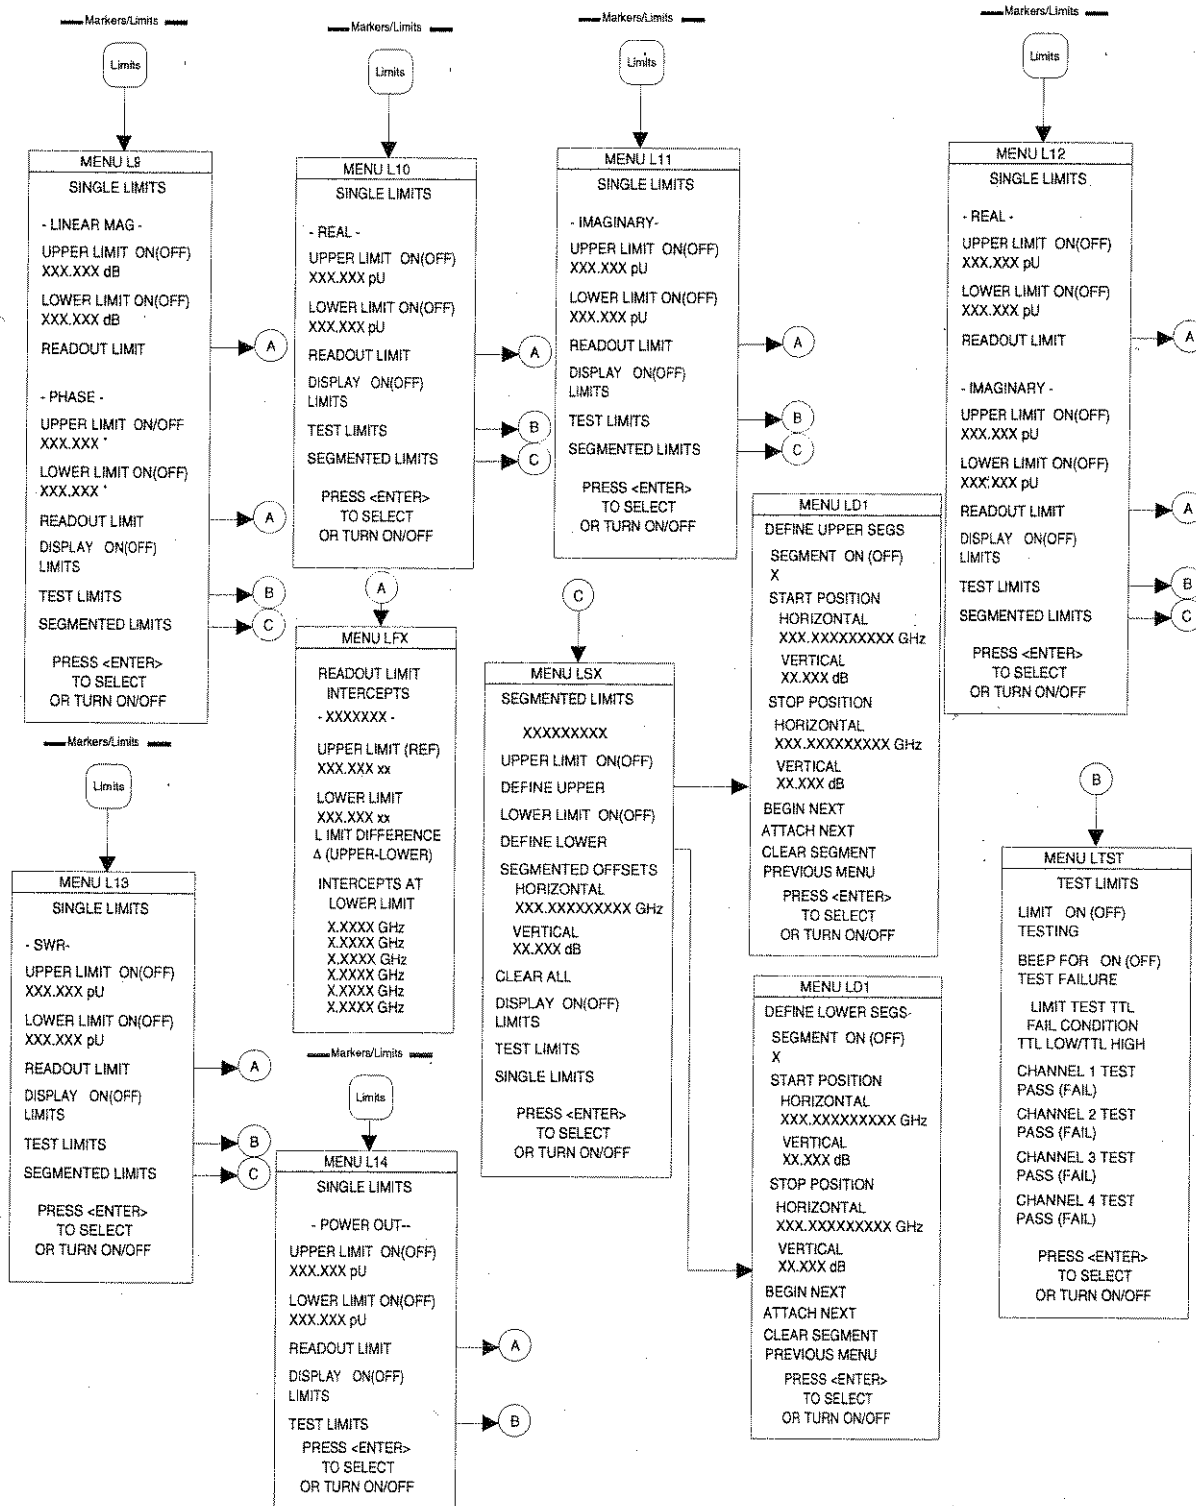 Markers/Limits
Limits
MENU L9
SINGLE LIMITS
- LINEAR MAG -
UPPER LIMIT ON(OFF)
XXX.XXX dB
LOWER LIMIT ON(OFF)
XXX.XXX dB
READOUT LIMIT
A
- PHASE -
UPPER LIMIT ON/OFF
XXX.XXX °
LOWER LIMIT ON(OFF)
XXX.XXX °
READOUT LIMIT
A
DISPLAY ON(OFF)
LIMITS
TEST LIMITS
B
SEGMENTED LIMITS
C
PRESS <ENTER>
TO SELECT
OR TURN ON/OFF
Markers/Limits
Limits
MENU L10
SINGLE LIMITS
- REAL -
UPPER LIMIT ON(OFF)
XXX.XXX pU
LOWER LIMIT ON(OFF)
XXX.XXX pU
READOUT LIMIT
A
DISPLAY ON(OFF)
LIMITS
TEST LIMITS
B
SEGMENTED LIMITS
C
PRESS <ENTER>
TO SELECT
OR TURN ON/OFF
Markers/Limits
Limits
MENU L11
SINGLE LIMITS
- IMAGINARY-
UPPER LIMIT ON(OFF)
XXX.XXX pU
LOWER LIMIT ON(OFF)
XXX.XXX pU
READOUT LIMIT
A
DISPLAY ON(OFF)
LIMITS
TEST LIMITS
B
SEGMENTED LIMITS
C
PRESS <ENTER>
TO SELECT
OR TURN ON/OFF
Markers/Limits
Limits
MENU L12
SINGLE LIMITS
- REAL -
UPPER LIMIT ON(OFF)
XXX.XXX pU
LOWER LIMIT ON(OFF)
XXX.XXX pU
READOUT LIMIT
A
- IMAGINARY -
UPPER LIMIT ON(OFF)
XXX.XXX pU
LOWER LIMIT ON(OFF)
XXX.XXX pU
READOUT LIMIT
A
DISPLAY ON(OFF)
LIMITS
TEST LIMITS
B
SEGMENTED LIMITS
C
PRESS <ENTER>
TO SELECT
OR TURN ON/OFF
A
MENU LFX
READOUT LIMIT
INTERCEPTS
- XXXXXXX -
UPPER LIMIT (REF)
XXX.XXX xx
LOWER LIMIT
XXX.XXX xx
L IMIT DIFFERENCE
Δ (UPPER-LOWER)
INTERCEPTS AT
LOWER LIMIT
X.XXXX GHz
X.XXXX GHz
X.XXXX GHz
X.XXXX GHz
X.XXXX GHz
X.XXXX GHz
C
MENU LSX
SEGMENTED LIMITS
XXXXXXXXX
UPPER LIMIT ON(OFF)
DEFINE UPPER
LOWER LIMIT ON(OFF)
DEFINE LOWER
SEGMENTED OFFSETS
HORIZONTAL
XXX.XXXXXXXXX GHz
VERTICAL
XX.XXX dB
CLEAR ALL
DISPLAY ON(OFF)
LIMITS
TEST LIMITS
SINGLE LIMITS
PRESS <ENTER>
TO SELECT
OR TURN ON/OFF
MENU LD1
DEFINE UPPER SEGS
SEGMENT ON (OFF)
X
START POSITION
HORIZONTAL
XXX.XXXXXXXXX GHz
VERTICAL
XX.XXX dB
STOP POSITION
HORIZONTAL
XXX.XXXXXXXXX GHz
VERTICAL
XX.XXX dB
BEGIN NEXT
ATTACH NEXT
CLEAR SEGMENT
PREVIOUS MENU
PRESS <ENTER>
TO SELECT
OR TURN ON/OFF
MENU LD1
DEFINE LOWER SEGS-
SEGMENT ON (OFF)
X
START POSITION
HORIZONTAL
XXX.XXXXXXXXX GHz
VERTICAL
XX.XXX dB
STOP POSITION
HORIZONTAL
XXX.XXXXXXXXX GHz
VERTICAL
XX.XXX dB
BEGIN NEXT
ATTACH NEXT
CLEAR SEGMENT
PREVIOUS MENU
PRESS <ENTER>
TO SELECT
OR TURN ON/OFF
B
MENU LTST
TEST LIMITS
LIMIT ON (OFF)
TESTING
BEEP FOR ON (OFF)
TEST FAILURE
LIMIT TEST TTL
FAIL CONDITION
TTL LOW/TTL HIGH
CHANNEL 1 TEST
PASS (FAIL)
CHANNEL 2 TEST
PASS (FAIL)
CHANNEL 3 TEST
PASS (FAIL)
CHANNEL 4 TEST
PASS (FAIL)
PRESS <ENTER>
TO SELECT
OR TURN ON/OFF
Markers/Limits
Limits
MENU L13
SINGLE LIMITS
- SWR-
UPPER LIMIT ON(OFF)
XXX.XXX pU
LOWER LIMIT ON(OFF)
XXX.XXX pU
READOUT LIMIT
A
DISPLAY ON(OFF)
LIMITS
TEST LIMITS
B
SEGMENTED LIMITS
C
PRESS <ENTER>
TO SELECT
OR TURN ON/OFF
Markers/Limits
Limits
MENU L14
SINGLE LIMITS
- POWER OUT--
UPPER LIMIT ON(OFF)
XXX.XXX pU
LOWER LIMIT ON(OFF)
XXX.XXX pU
READOUT LIMIT
A
DISPLAY ON(OFF)
LIMITS
TEST LIMITS
B
PRESS <ENTER>
TO SELECT
OR TURN ON/OFF